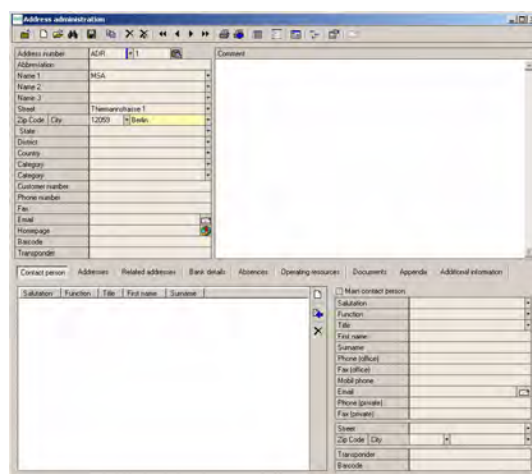 Address administration
Address number ADR 1 Comment
Abbreviation
Name 1 MSA
Name 2
Name 3
Street Thiemannstrasse 1
Zip Code City 12059 Berlin
State
District
Country
Category
Category
Customer number
Phone number
Fax
Email
Homepage
Barcode
Transponder
Contact person Addresses Related addresses Bank details Absences Operating resources Documents Appendix Additional information
Salutation Function Title First name Surname
Main contact person
Salutation
Function
Title
First name
Surname
Phone (office)
Fax (office)
Mobil phone
Email
Phone (private)
Fax (private)
Street
Zip Code City
Transponder
Barcode